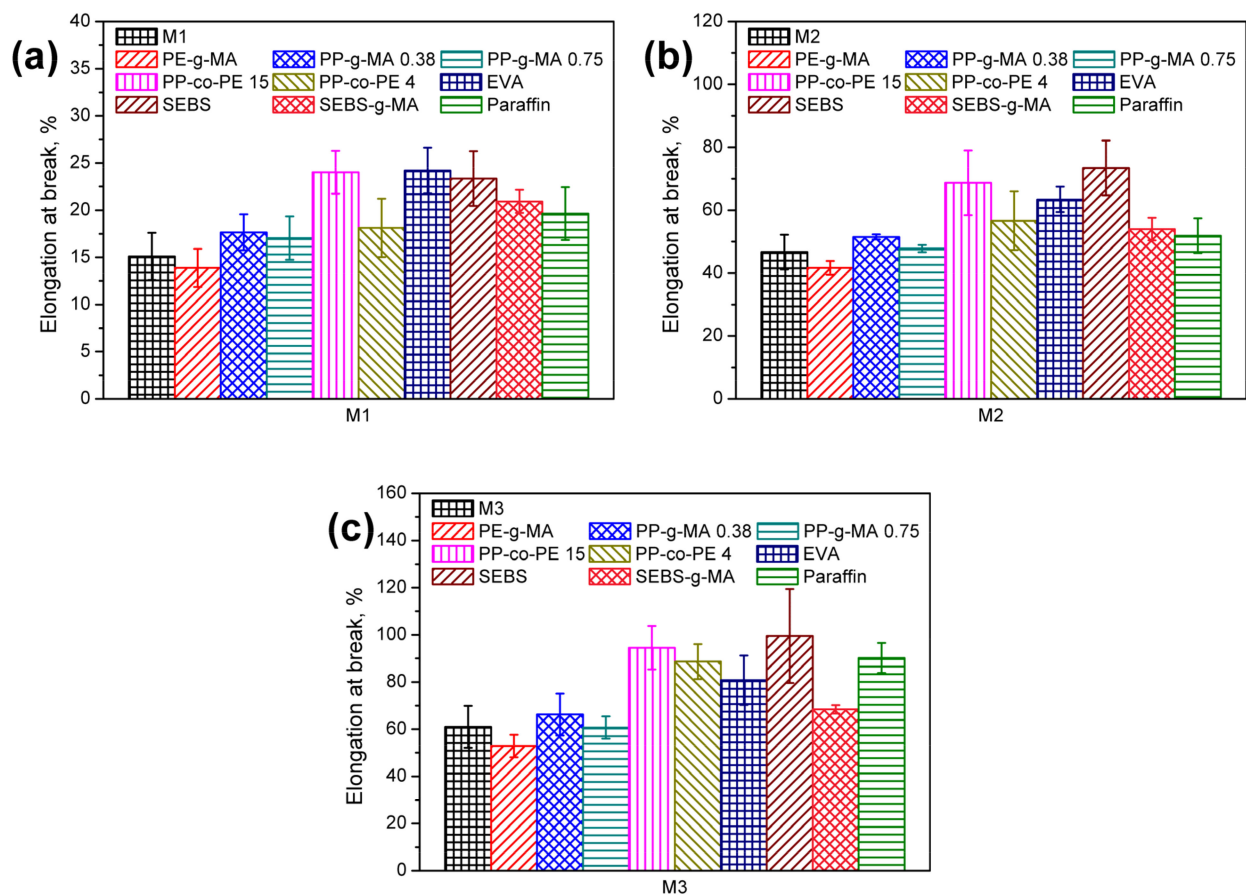 (a)
Elongation at break, %
40
35
30
25
20
15
10
5
0
M1
PE-g-MA PP-g-MA 0.38 PP-g-MA 0.75
PP-co-PE 15 PP-co-PE 4 EVA
SEBS SEBS-g-MA Paraffin
M1
(b)
Elongation at break, %
120
100
80
60
40
20
0
M2
PE-g-MA PP-g-MA 0.38 PP-g-MA 0.75
PP-co-PE 15 PP-co-PE 4 EVA
SEBS SEBS-g-MA Paraffin
M2
(c)
Elongation at break, %
160
140
120
100
80
60
40
20
0
M3
PE-g-MA PP-g-MA 0.38 PP-g-MA 0.75
PP-co-PE 15 PP-co-PE 4 EVA
SEBS SEBS-g-MA Paraffin
M3